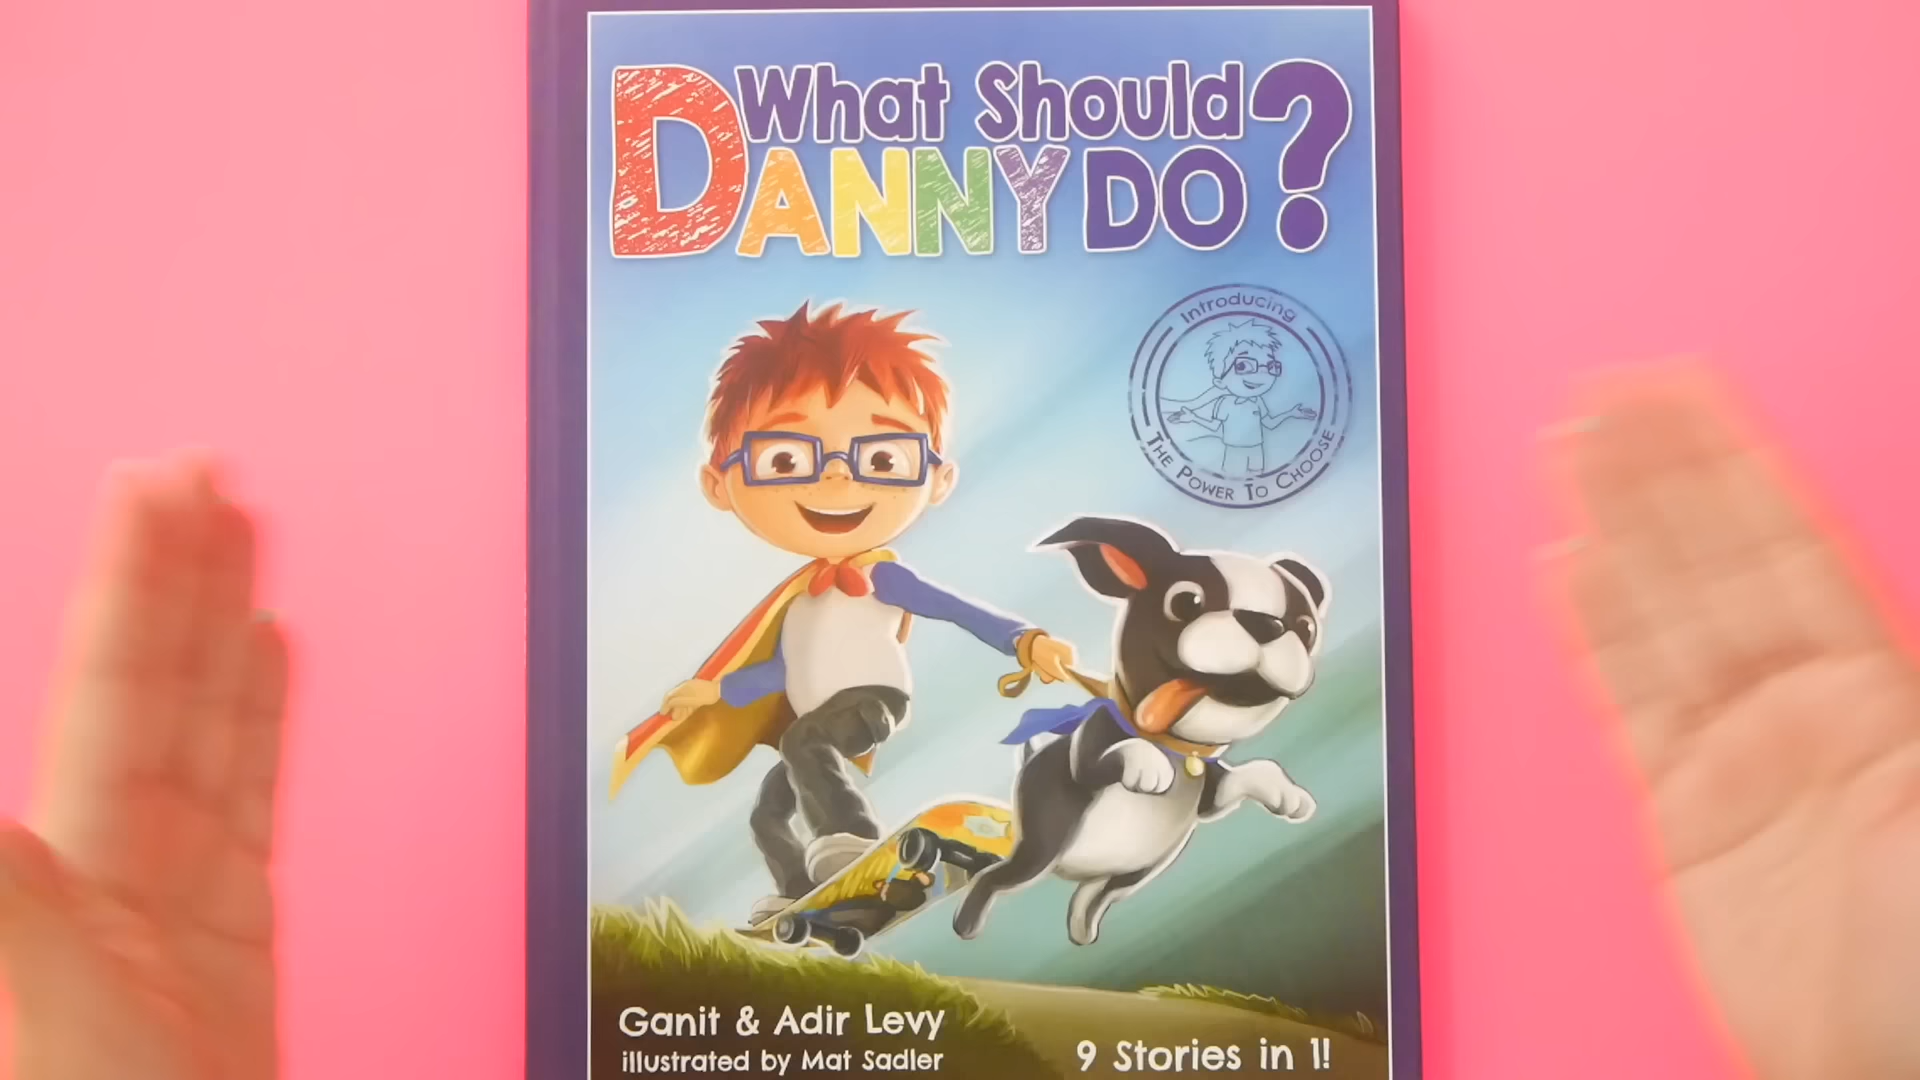 What Should
DANNY DO?
Introducing
THE POWER TO CHOOSE
Ganit & Adir Levy
illustrated by Mat Sadler
9 Stories in 1!